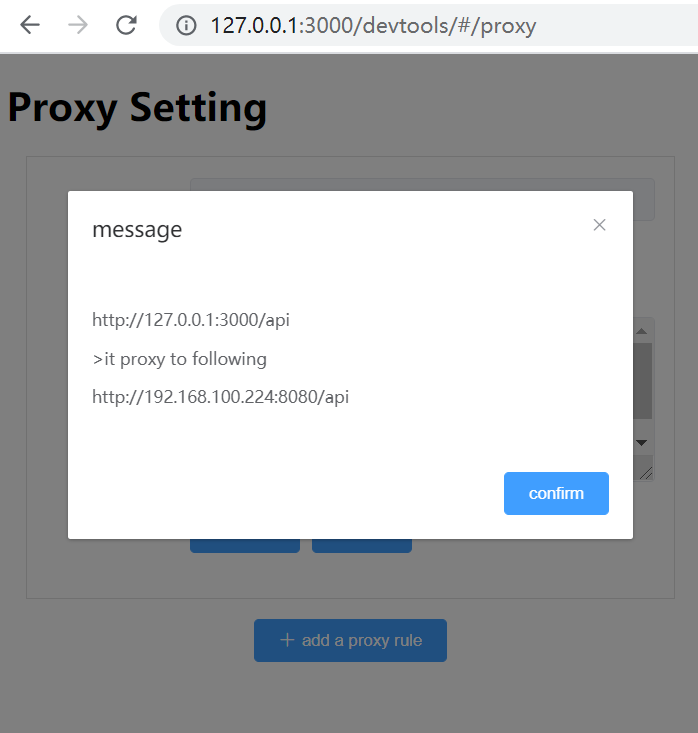 127.0.0.1:3000/devtools/#/proxy
Proxy Setting
message
http://127.0.0.1:3000/api
>it proxy to following
http://192.168.100.224:8080/api
confirm
+ add a proxy rule